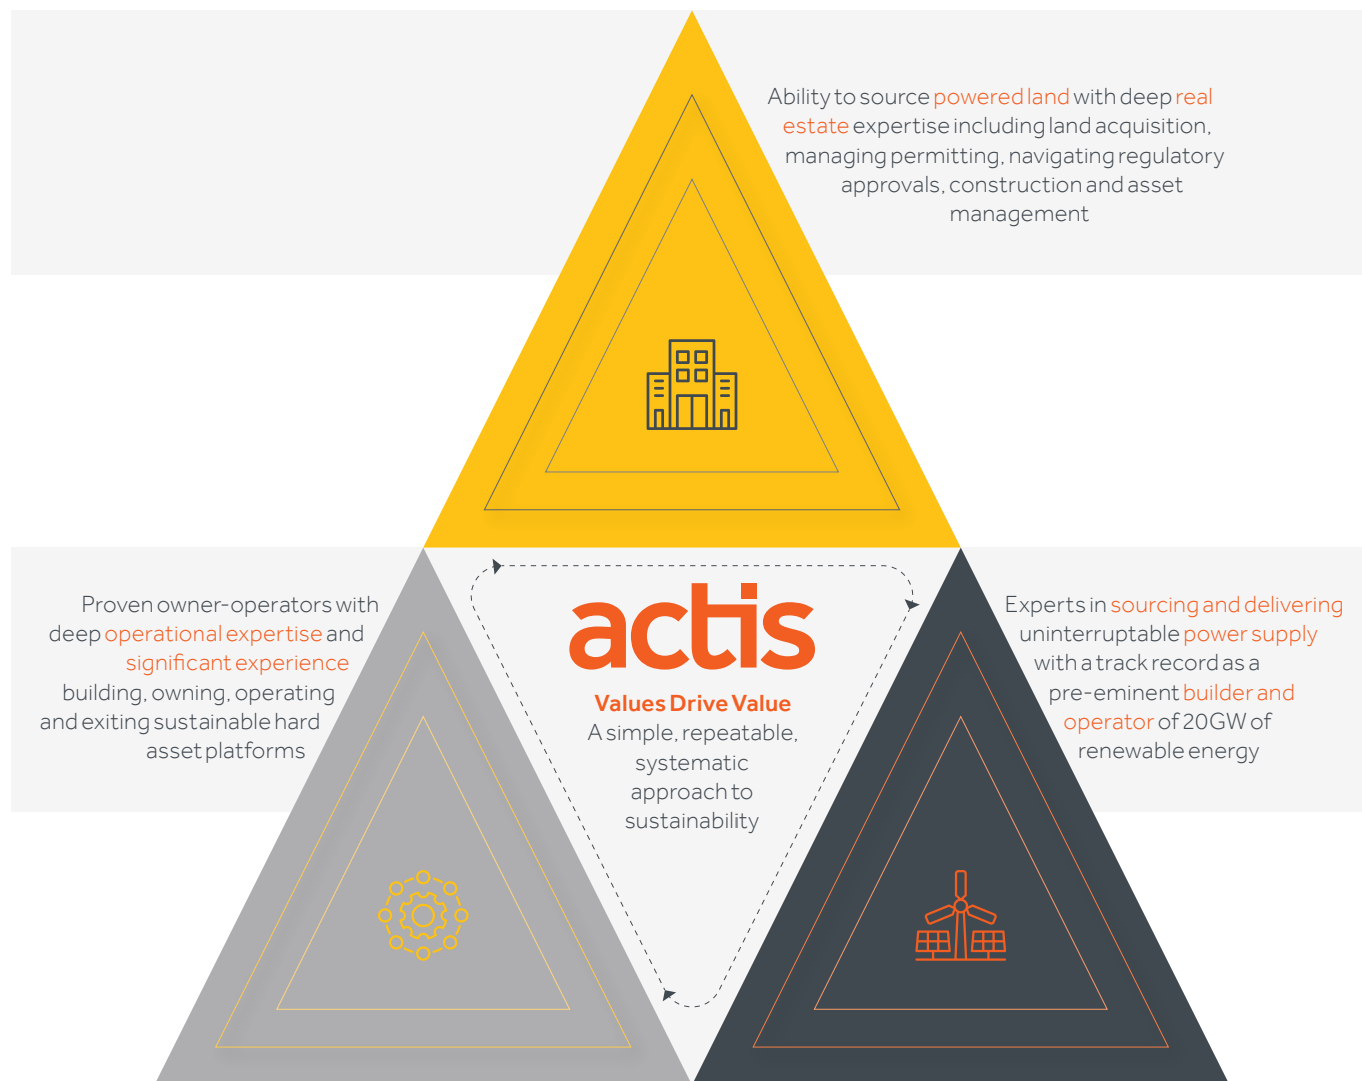 Ability to source powered land with deep real
estate expertise including land acquisition,
managing permitting, navigating regulatory
approvals, construction and asset
management
Proven owner-operators with
deep operational expertise and
significant experience
building, owning, operating
and exiting sustainable hard
asset platforms
actis
Values Drive Value
A simple, repeatable,
systematic
approach to
sustainability
Experts in sourcing and delivering
uninterruptable power supply
with a track record as a
pre-eminent builder and
operator of 20GW of
renewable energy